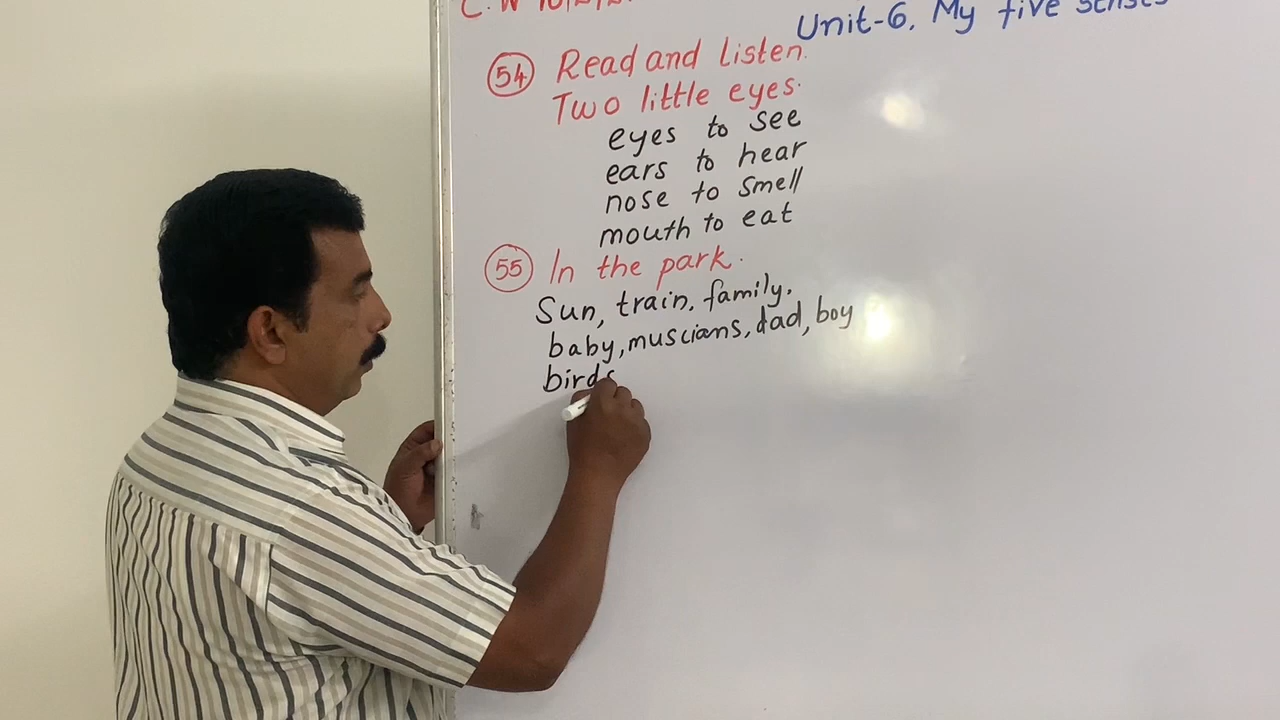 C.W
Unit-6. My five senses
54 Read and listen.
Two little eyes.
eyes to see
ears to hear
nose to smell
mouth to eat
55 In the park.
Sun, train, family,
baby, muscians, dad, boy
birds